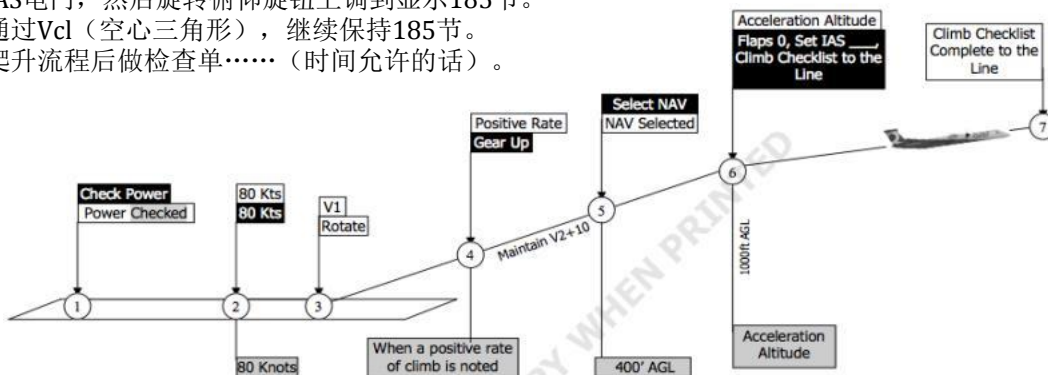 AS电门，然后旋转俯仰旋钮上调到显示185节。
通过Vcl（空心三角形），继续保持185节。
爬升流程后做检查单……（时间允许的话）。
Acceleration Altitude
Flaps 0, Set IAS ___,
Climb Checklist to the
Line
Climb Checklist
Complete to the
Line
Select NAV
NAV Selected
Positive Rate
Gear Up
Check Power
Power Checked
80 Kts
80 Kts
V1
Rotate
1
2
3
4
5
6
7
Maintain V2+10
1000ft AGL
Y WHEN PRINTED
80 Knots
When a positive rate
of climb is noted
400' AGL
Acceleration
Altitude